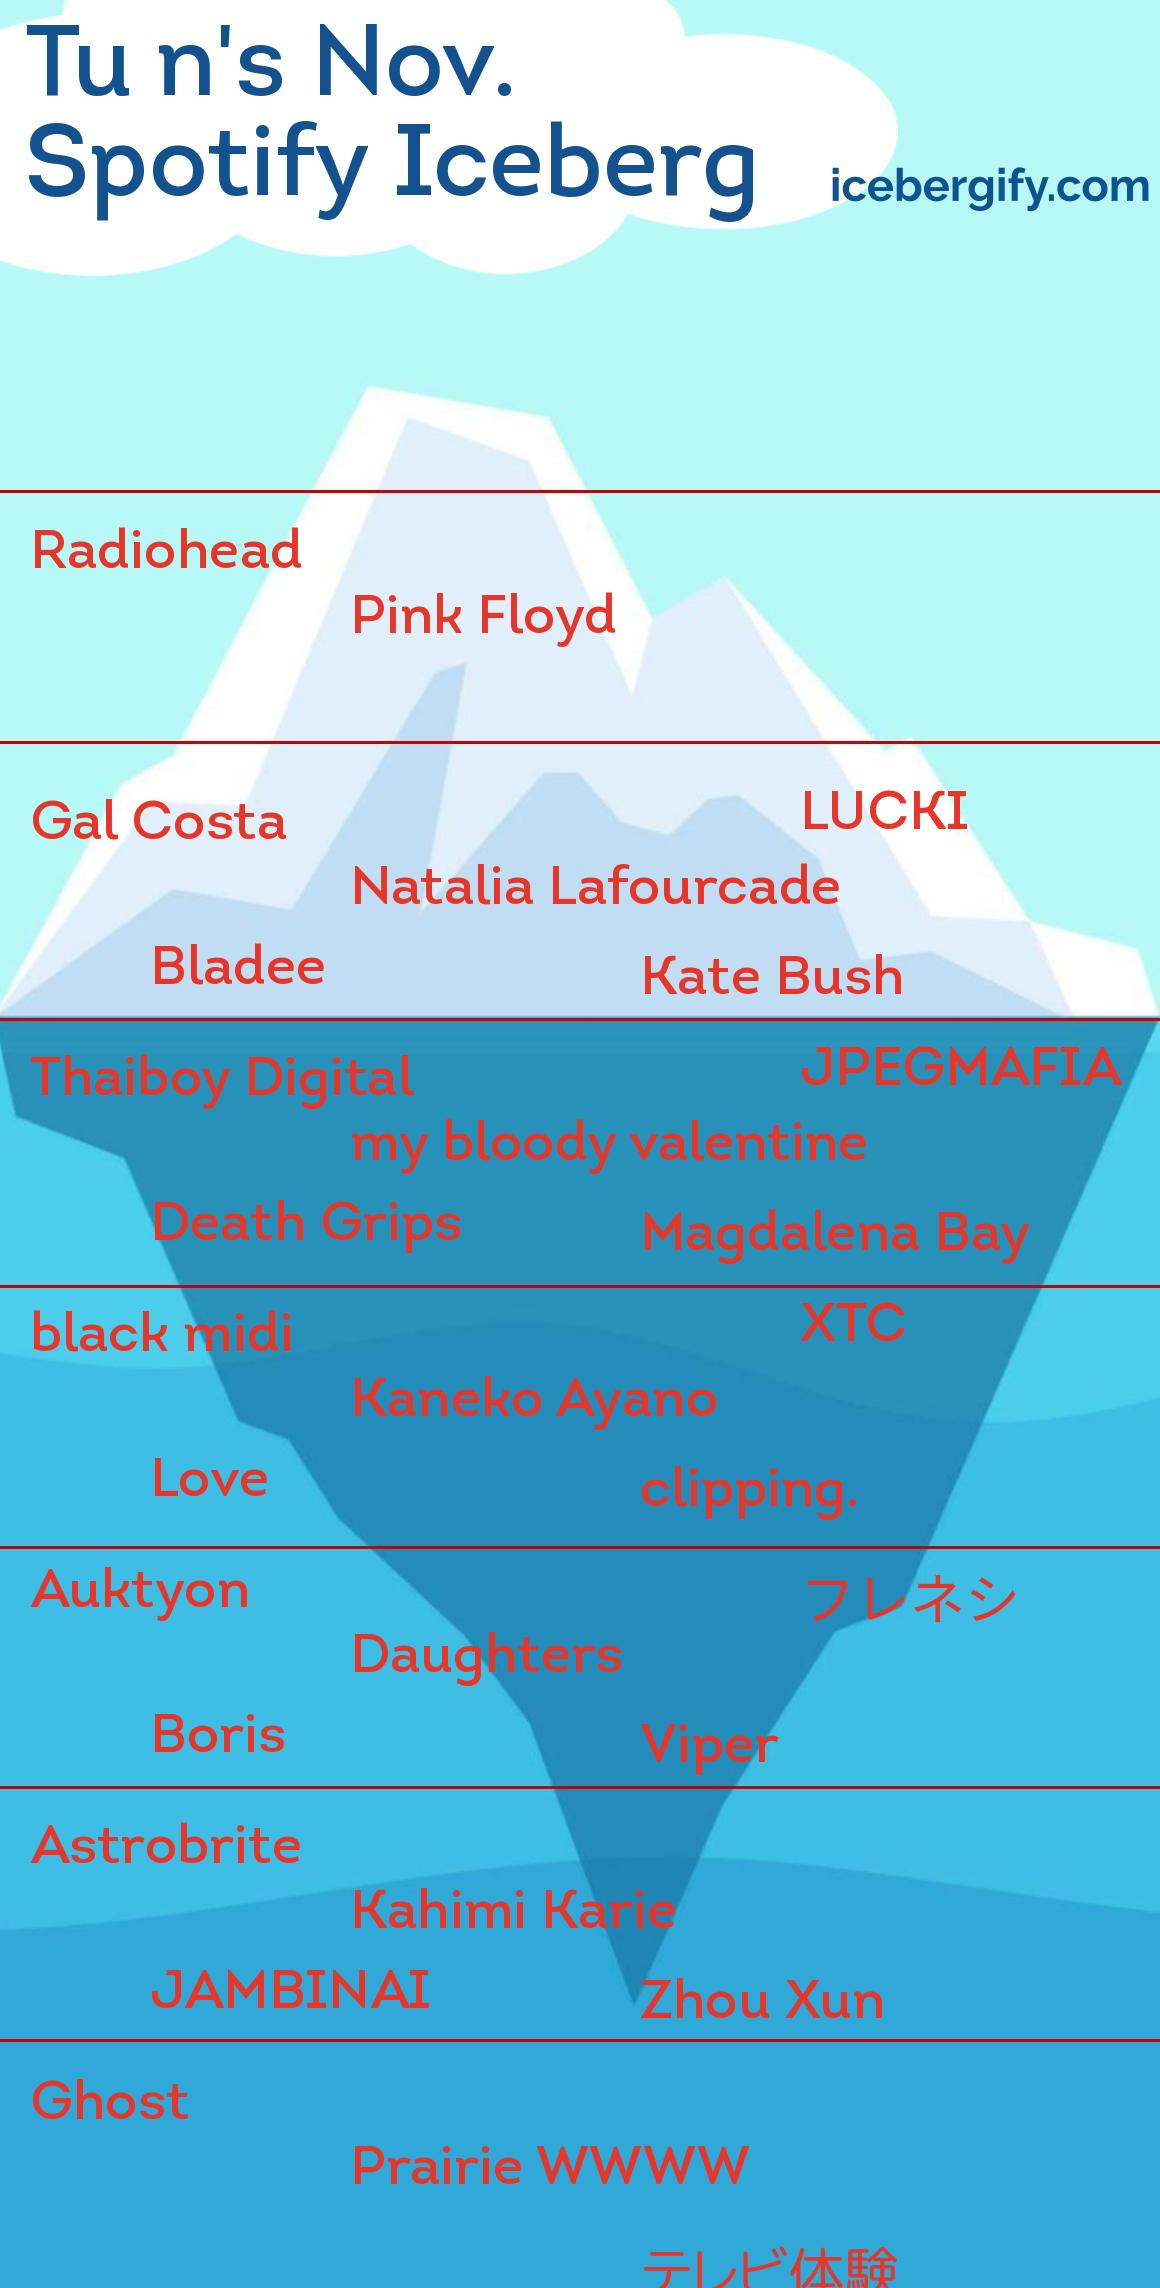 Tu n's Nov.
Spotify Iceberg
icebergify.com
Radiohead
Pink Floyd
Gal Costa
LUCKI
Natalia Lafourcade
Bladee
Kate Bush
Thaiboy Digital
JPEGMAFIA
my bloody valentine
Death Grips
Magdalena Bay
black midi
XTC
Kaneko Ayano
Love
clipping.
Auktyon
フレネシ
Daughters
Boris
Viper
Astrobrite
Kahimi Karie
JAMBINAI
Zhou Xun
Ghost
Prairie WWWW
テレビ体験